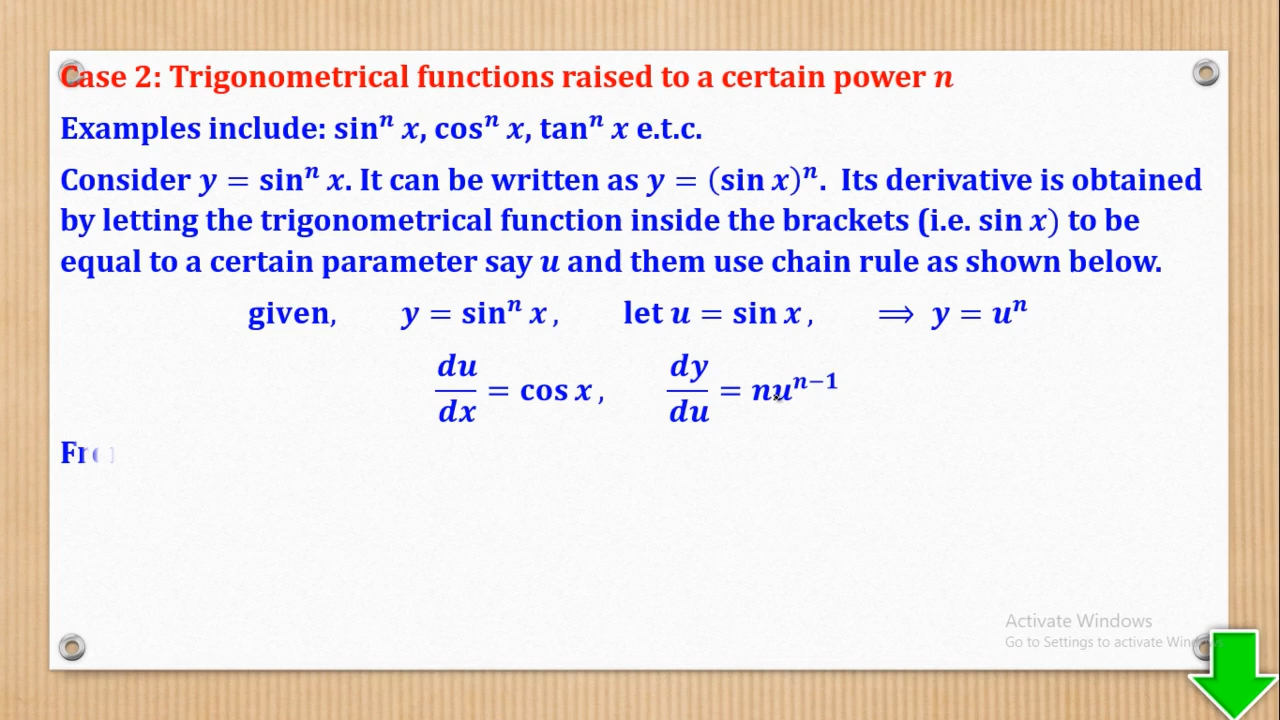 Case 2: Trigonometrical functions raised to a certain power n
Examples include: sinⁿ x, cosⁿ x, tanⁿ x e.t.c.
Consider y = sinⁿ x. It can be written as y = (sin x)ⁿ. Its derivative is obtained
by letting the trigonometrical function inside the brackets (i.e. sin x) to be
equal to a certain parameter say u and them use chain rule as shown below.
given, y = sinⁿ x, let u = sin x, ⟹ y = uⁿ
du/dx = cos x, dy/du = nuⁿ⁻¹
Activate Windows
Go to Settings to activate Windows